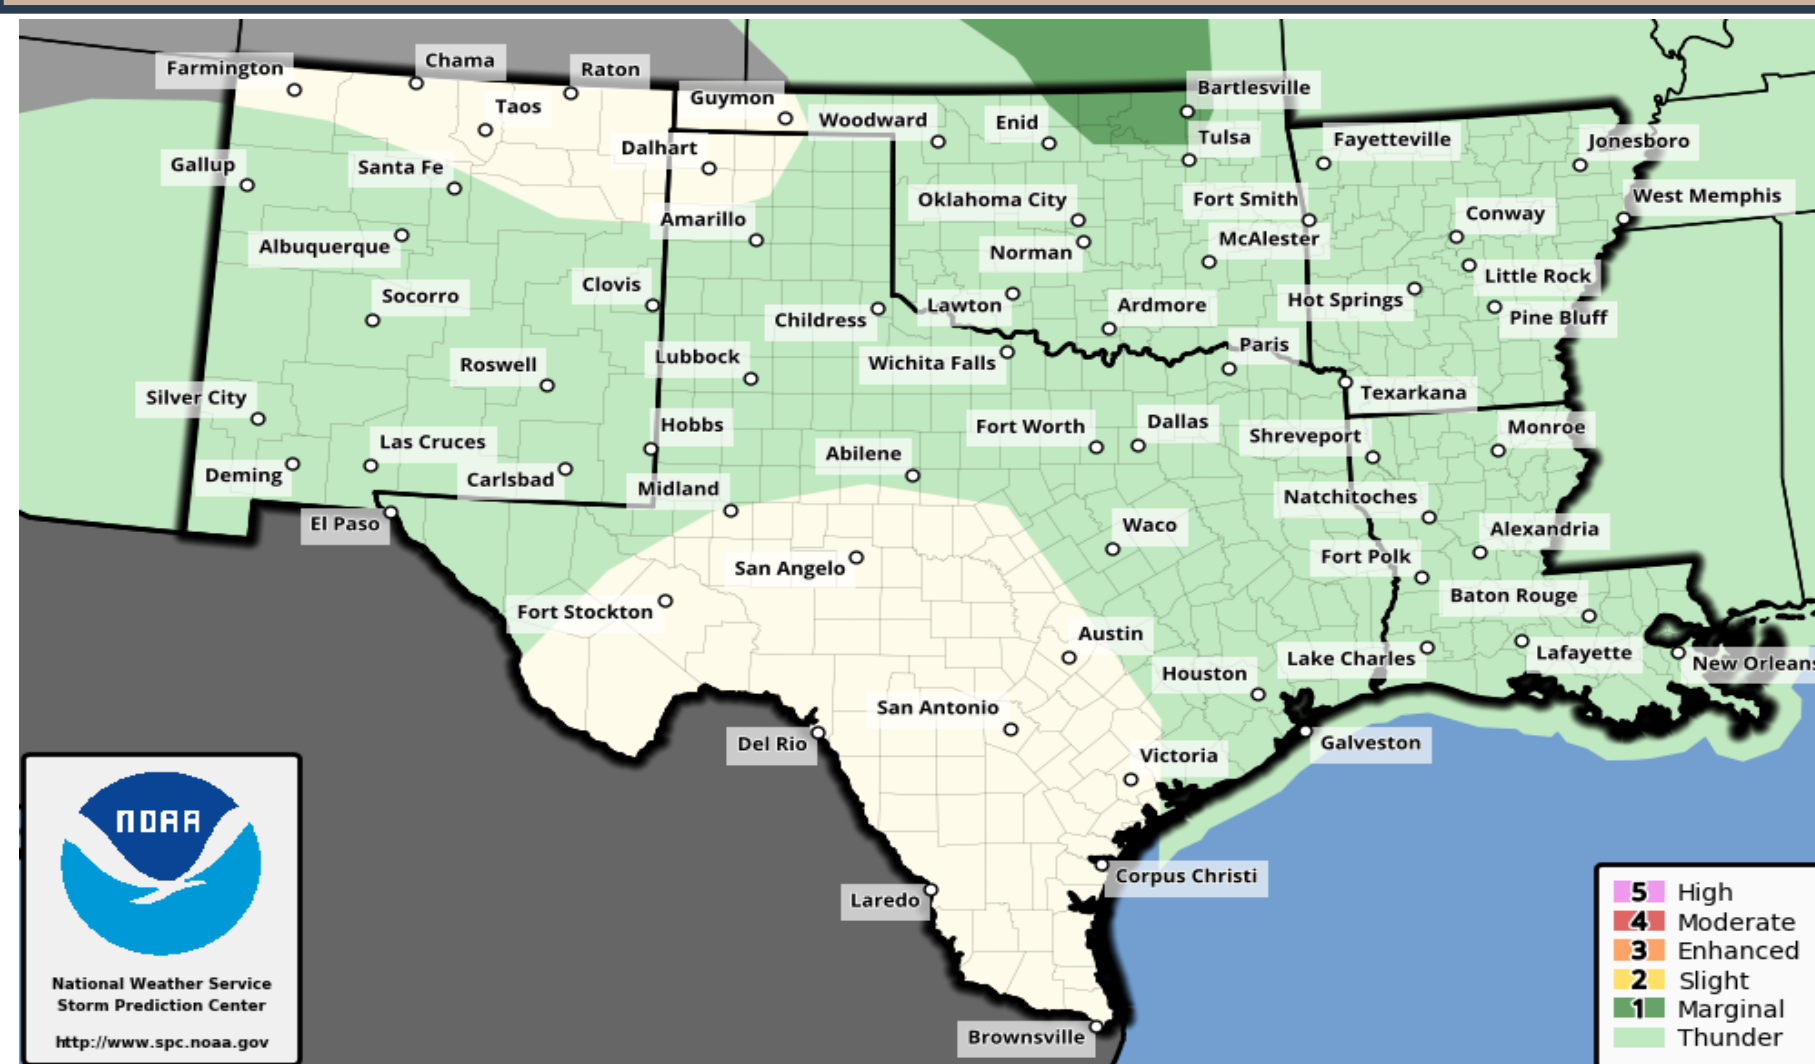 Farmington
Chama
Raton
Taos
Guymon
Woodward
Enid
Bartlesville
Tulsa
Fayetteville
Jonesboro
Gallup
Santa Fe
Dalhart
Oklahoma City
Fort Smith
West Memphis
Albuquerque
Amarillo
Norman
McAlester
Conway
Socorro
Clovis
Childress
Lawton
Ardmore
Hot Springs
Little Rock
Pine Bluff
Roswell
Lubbock
Wichita Falls
Paris
Silver City
Hobbs
Texarkana
Las Cruces
Abilene
Fort Worth
Dallas
Shreveport
Monroe
Deming
Carlsbad
Midland
Natchitoches
El Paso
San Angelo
Waco
Fort Polk
Alexandria
Fort Stockton
Baton Rouge
Austin
Houston
Lake Charles
Lafayette
New Orleans
San Antonio
Del Rio
Victoria
Galveston
Laredo
Corpus Christi
Brownsville
NOAA
National Weather Service
Storm Prediction Center
http://www.spc.noaa.gov
5 High
4 Moderate
3 Enhanced
2 Slight
1 Marginal
Thunder